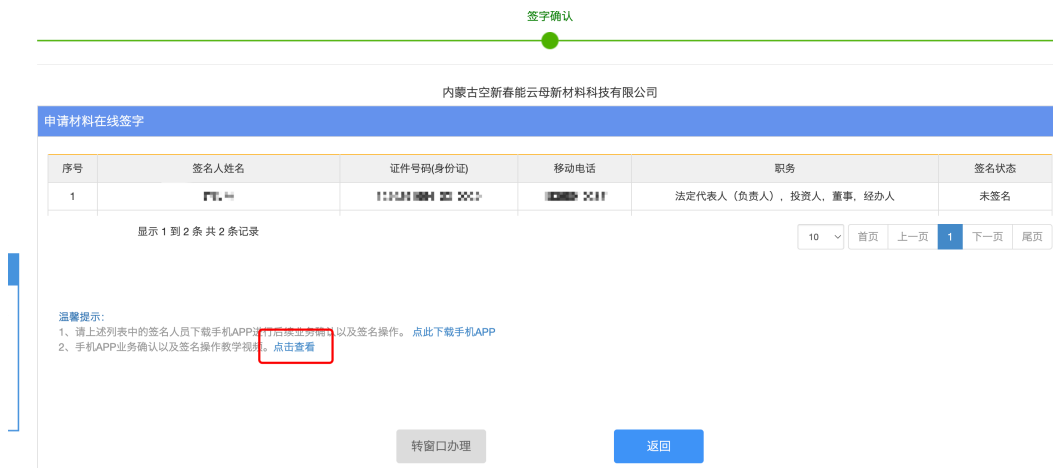 签字确认
内蒙古空新春能云母新材料科技有限公司
申请材料在线签字
序号 签名人姓名 证件号码(身份证) 移动电话 职务 签名状态
1 法定代表人（负责人），投资人，董事，经办人 未签名
显示 1 到 2 条 共 2 条记录
10 首页 上一页 1 下一页 尾页
温馨提示：
1、请上述列表中的签名人员下载手机APP进行后续业务确认以及签名操作。 点此下载手机APP
2、手机APP业务确认以及签名操作教学视频。点击查看
转窗口办理 返回